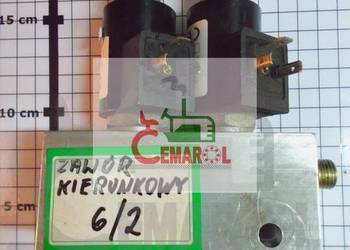 15 cm
10 cm
CEMAROL
5 cm
ZAWÓR
KIERUNKOWY
6/2